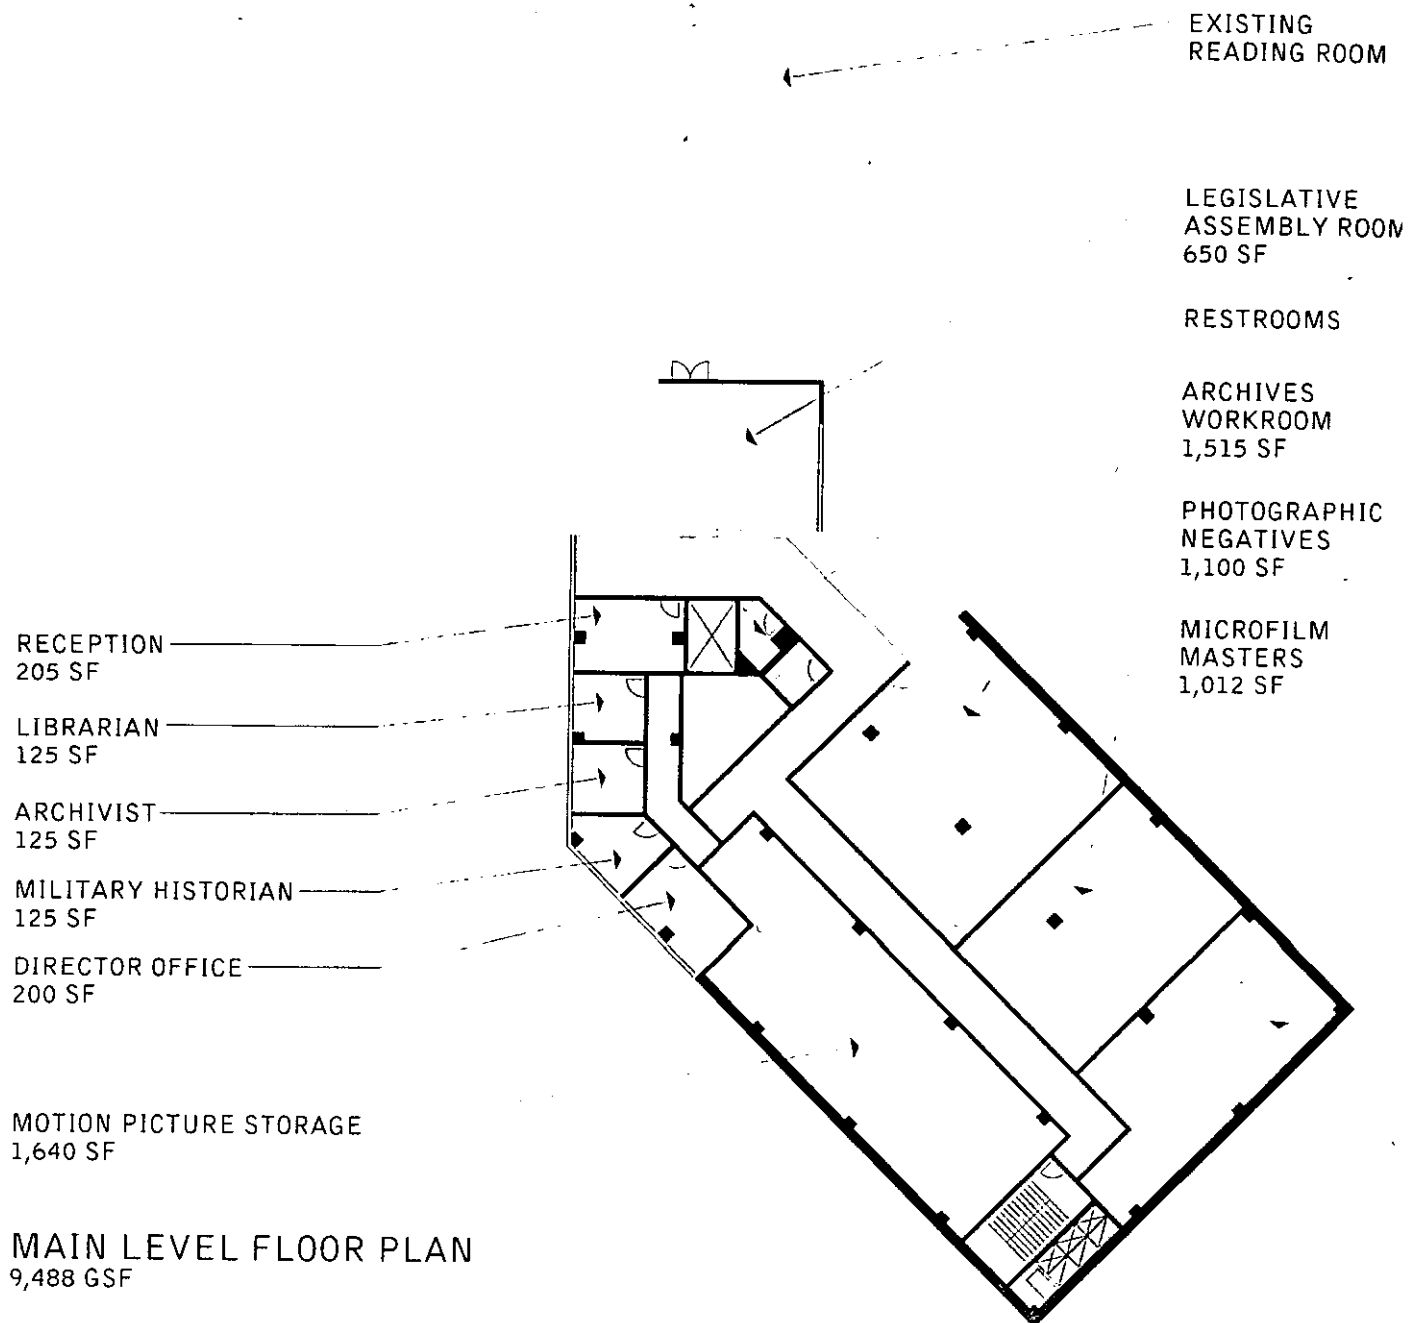 EXISTING
READING ROOM
LEGISLATIVE
ASSEMBLY ROOM
650 SF
RESTROOMS
ARCHIVES
WORKROOM
1,515 SF
PHOTOGRAPHIC
NEGATIVES
1,100 SF
MICROFILM
MASTERS
1,012 SF
RECEPTION
205 SF
LIBRARIAN
125 SF
ARCHIVIST
125 SF
MILITARY HISTORIAN
125 SF
DIRECTOR OFFICE
200 SF
MOTION PICTURE STORAGE
1,640 SF
MAIN LEVEL FLOOR PLAN
9,488 GSF